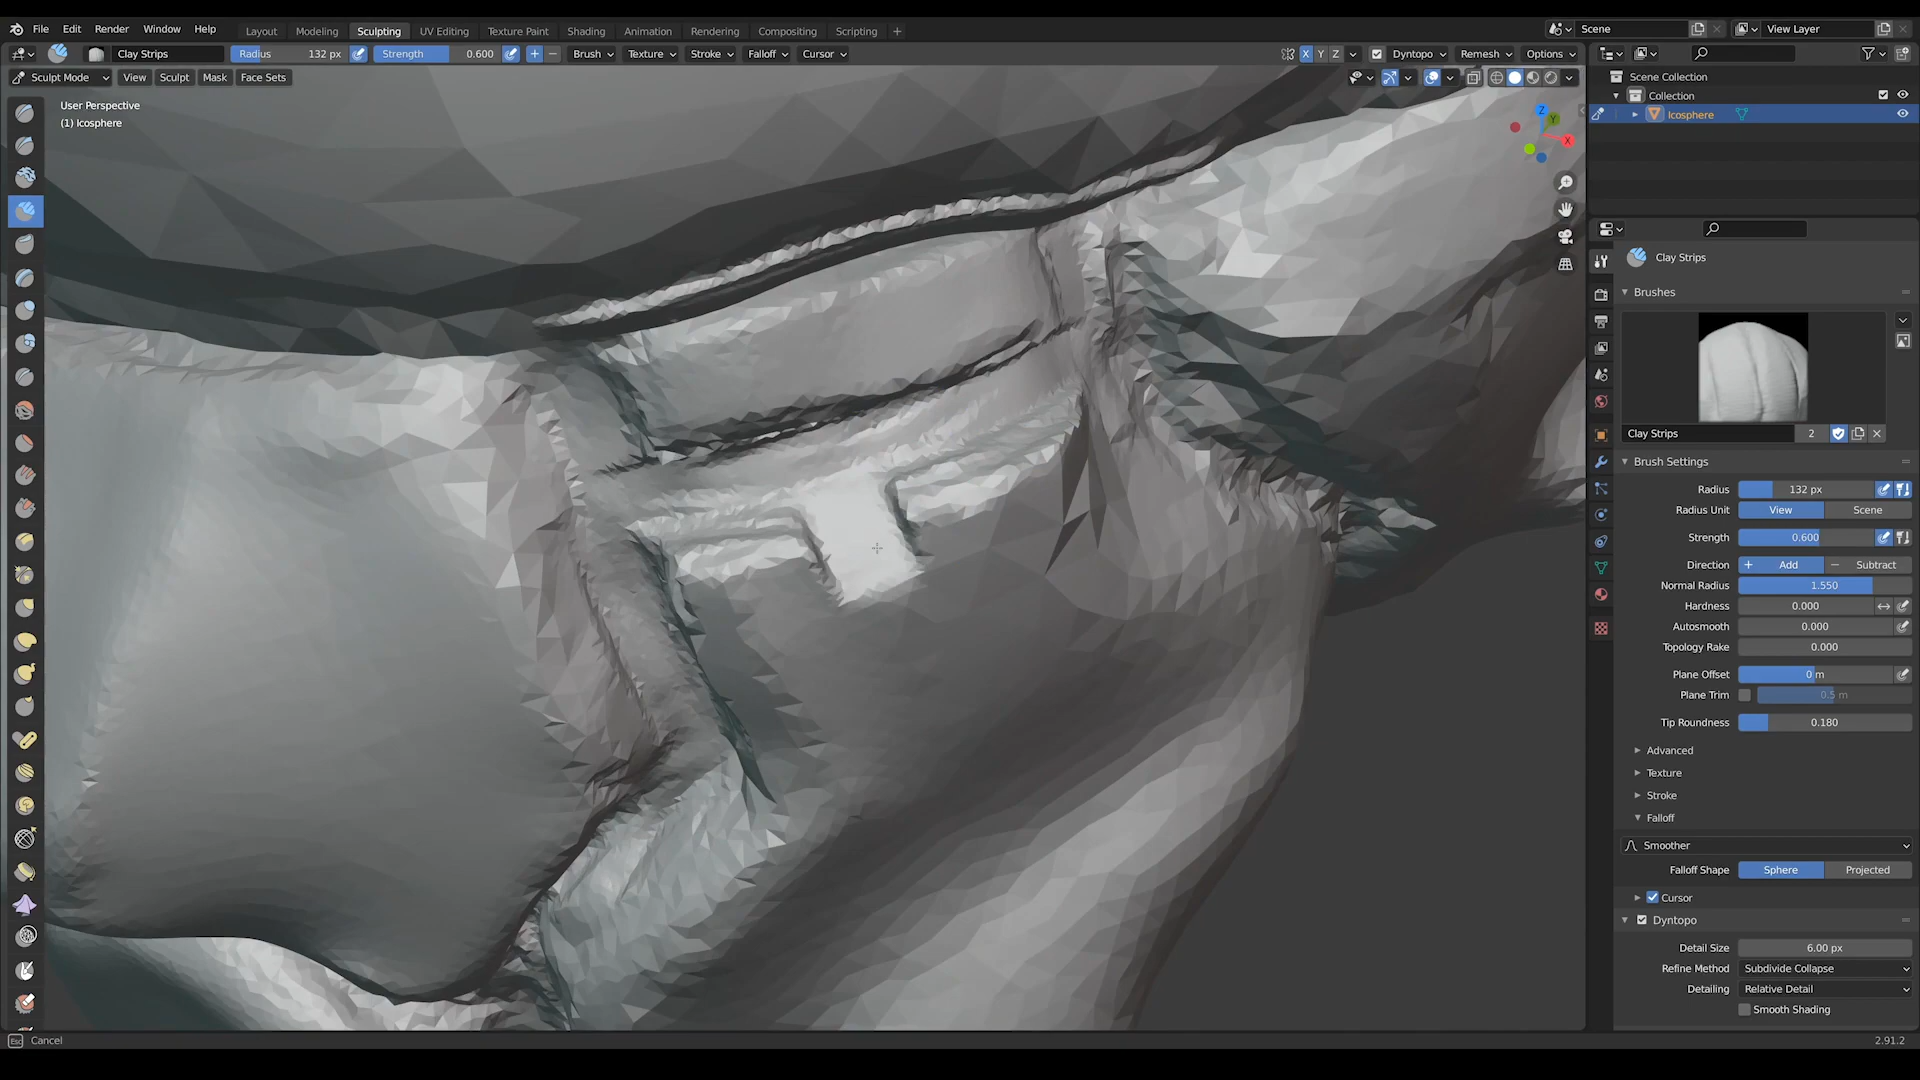 File Edit Render Window Help Layout Modeling Sculpting UV Editing Texture Paint Shading Animation Rendering Compositing Scripting + Scene View Layer
Clay Strips Radius 132 px Strength 0.600 + − Brush Texture Stroke Falloff Cursor X Y Z Dyntopo Remesh Options
Sculpt Mode View Sculpt Mask Face Sets
Scene Collection
Collection
Icosphere
User Perspective
(1) Icosphere
Z
Y
X
Clay Strips
Brushes
Clay Strips 2
Brush Settings
Radius 132 px
Radius Unit View Scene
Strength 0.600
Direction + Add − Subtract
Normal Radius 1.550
Hardness 0.000
Autosmooth 0.000
Topology Rake 0.000
Plane Offset 0 m
Plane Trim 0.5 m
Tip Roundness 0.180
Advanced
Texture
Stroke
Falloff
Smoother
Falloff Shape Sphere Projected
Cursor
Dyntopo
Detail Size 6.00 px
Refine Method Subdivide Collapse
Detailing Relative Detail
Smooth Shading
Esc Cancel 2.91.2